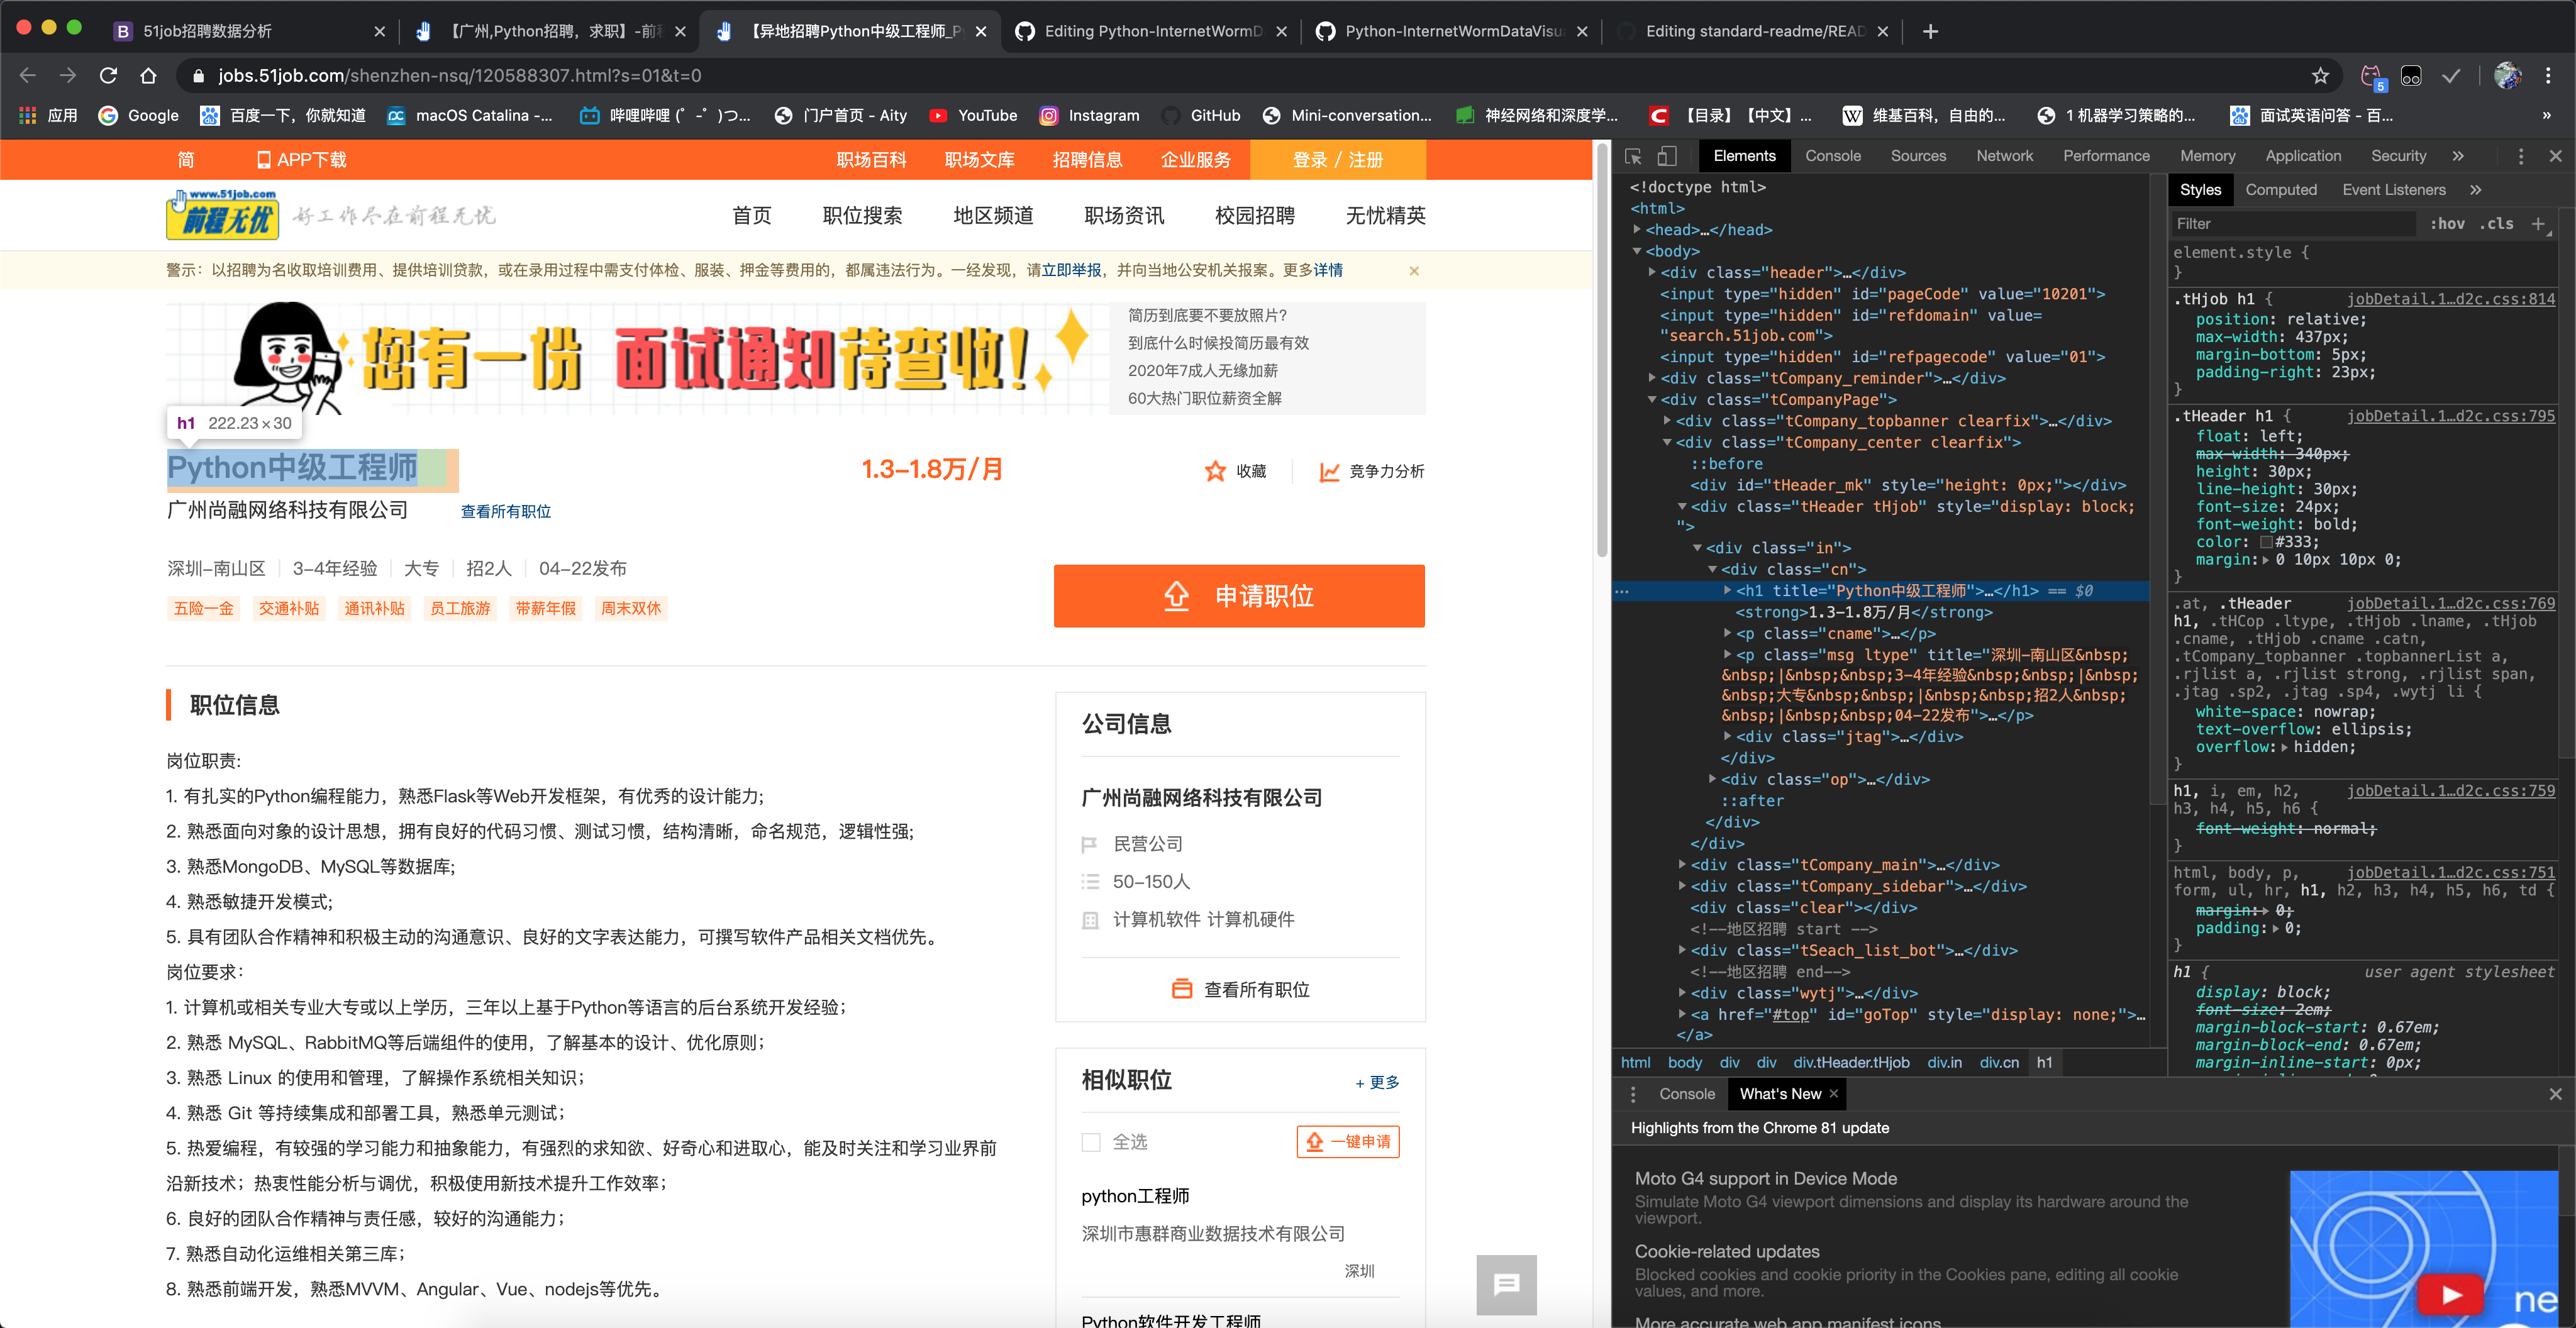 51job招聘数据分析
【广州,Python招聘，求职】-前程
【异地招聘Python中级工程师_P
Editing Python-InternetWormD
Python-InternetWormDataVisu
Editing standard-readme/READ
jobs.51job.com/shenzhen-nsq/120588307.html?s=01&t=0
5
应用
Google
百度一下，你就知道
macOS Catalina -...
哔哩哔哩 (゜-゜)つ...
门户首页 - Aity
YouTube
Instagram
GitHub
Mini-conversation...
神经网络和深度学...
【目录】【中文】...
维基百科，自由的...
1 机器学习策略的...
面试英语问答 - 百...
»
简
APP下载
职场百科
职场文库
招聘信息
企业服务
登录 / 注册
www.51job.com
前程无忧
好工作尽在前程无忧
首页
职位搜索
地区频道
职场资讯
校园招聘
无忧精英
警示：以招聘为名收取培训费用、提供培训贷款，或在录用过程中需支付体检、服装、押金等费用的，都属违法行为。一经发现，请立即举报，并向当地公安机关报案。更多详情
您有一份 面试通知待查收！
简历到底要不要放照片?
到底什么时候投简历最有效
2020年7成人无缘加薪
60大热门职位薪资全解
h1 222.23×30
Python中级工程师
1.3-1.8万/月
收藏
竞争力分析
广州尚融网络科技有限公司
查看所有职位
深圳-南山区 | 3-4年经验 | 大专 | 招2人 | 04-22发布
五险一金
交通补贴
通讯补贴
员工旅游
带薪年假
周末双休
申请职位
职位信息
岗位职责:
1. 有扎实的Python编程能力，熟悉Flask等Web开发框架，有优秀的设计能力;
2. 熟悉面向对象的设计思想，拥有良好的代码习惯、测试习惯，结构清晰，命名规范，逻辑性强;
3. 熟悉MongoDB、MySQL等数据库;
4. 熟悉敏捷开发模式;
5. 具有团队合作精神和积极主动的沟通意识、良好的文字表达能力，可撰写软件产品相关文档优先。
岗位要求：
1. 计算机或相关专业大专或以上学历，三年以上基于Python等语言的后台系统开发经验；
2. 熟悉 MySQL、RabbitMQ等后端组件的使用，了解基本的设计、优化原则；
3. 熟悉 Linux 的使用和管理，了解操作系统相关知识；
4. 熟悉 Git 等持续集成和部署工具，熟悉单元测试；
5. 热爱编程，有较强的学习能力和抽象能力，有强烈的求知欲、好奇心和进取心，能及时关注和学习业界前
沿新技术；热衷性能分析与调优，积极使用新技术提升工作效率；
6. 良好的团队合作精神与责任感，较好的沟通能力；
7. 熟悉自动化运维相关第三库；
8. 熟悉前端开发，熟悉MVVM、Angular、Vue、nodejs等优先。
公司信息
广州尚融网络科技有限公司
民营公司
50-150人
计算机软件 计算机硬件
查看所有职位
相似职位
+ 更多
全选
一键申请
python工程师
深圳市惠群商业数据技术有限公司
深圳
Python软件开发工程师
Elements
Console
Sources
Network
Performance
Memory
Application
Security
»
<!doctype html>
<html>
<head>…</head>
<body>
<div class="header">…</div>
<input type="hidden" id="pageCode" value="10201">
<input type="hidden" id="refdomain" value=
"search.51job.com">
<input type="hidden" id="refpagecode" value="01">
<div class="tCompany_reminder">…</div>
<div class="tCompanyPage">
<div class="tCompany_topbanner clearfix">…</div>
<div class="tCompany_center clearfix">
::before
<div id="tHeader_mk" style="height: 0px;"></div>
<div class="tHeader tHjob" style="display: block;
">
<div class="in">
<div class="cn">
<h1 title="Python中级工程师">…</h1> == $0
<strong>1.3-1.8万/月</strong>
<p class="cname">…</p>
<p class="msg ltype" title="深圳-南山区&nbsp;
&nbsp;|&nbsp;&nbsp;3-4年经验&nbsp;&nbsp;|&nbsp;
&nbsp;大专&nbsp;&nbsp;|&nbsp;&nbsp;招2人&nbsp;
&nbsp;|&nbsp;&nbsp;04-22发布">…</p>
<div class="jtag">…</div>
</div>
<div class="op">…</div>
::after
</div>
</div>
<div class="tCompany_main">…</div>
<div class="tCompany_sidebar">…</div>
<div class="clear"></div>
<!--地区招聘 start -->
<div class="tSeach_list_bot">…</div>
<!--地区招聘 end-->
<div class="wytj">…</div>
<a href="#top" id="goTop" style="display: none;">…
</a>
html body div div div.tHeader.tHjob div.in div.cn h1
Styles
Computed
Event Listeners
»
Filter
:hov .cls +
element.style {
}
.tHjob h1 { jobDetail.1…d2c.css:814
position: relative;
max-width: 437px;
margin-bottom: 5px;
padding-right: 23px;
}
.tHeader h1 { jobDetail.1…d2c.css:795
float: left;
max-width: 340px;
height: 30px;
line-height: 30px;
font-size: 24px;
font-weight: bold;
color: #333;
margin: 0 10px 10px 0;
}
.at, .tHeader jobDetail.1…d2c.css:769
h1, .tHCop .ltype, .tHjob .lname, .tHjob
.cname, .tHjob .cname .catn,
.tCompany_topbanner .topbannerList a,
.rjlist a, .rjlist strong, .rjlist span,
.jtag .sp2, .jtag .sp4, .wytj li {
white-space: nowrap;
text-overflow: ellipsis;
overflow: hidden;
}
h1, i, em, h2, jobDetail.1…d2c.css:759
h3, h4, h5, h6 {
font-weight: normal;
}
html, body, p, jobDetail.1…d2c.css:751
form, ul, hr, h1, h2, h3, h4, h5, h6, td {
margin: 0;
padding: 0;
}
h1 { user agent stylesheet
display: block;
font-size: 2em;
margin-block-start: 0.67em;
margin-block-end: 0.67em;
margin-inline-start: 0px;
Console
What's New
Highlights from the Chrome 81 update
Moto G4 support in Device Mode
Simulate Moto G4 viewport dimensions and display its hardware around the
viewport.
Cookie-related updates
Blocked cookies and cookie priority in the Cookies pane, editing all cookie
values, and more.
More accurate web app manifest icons
ne